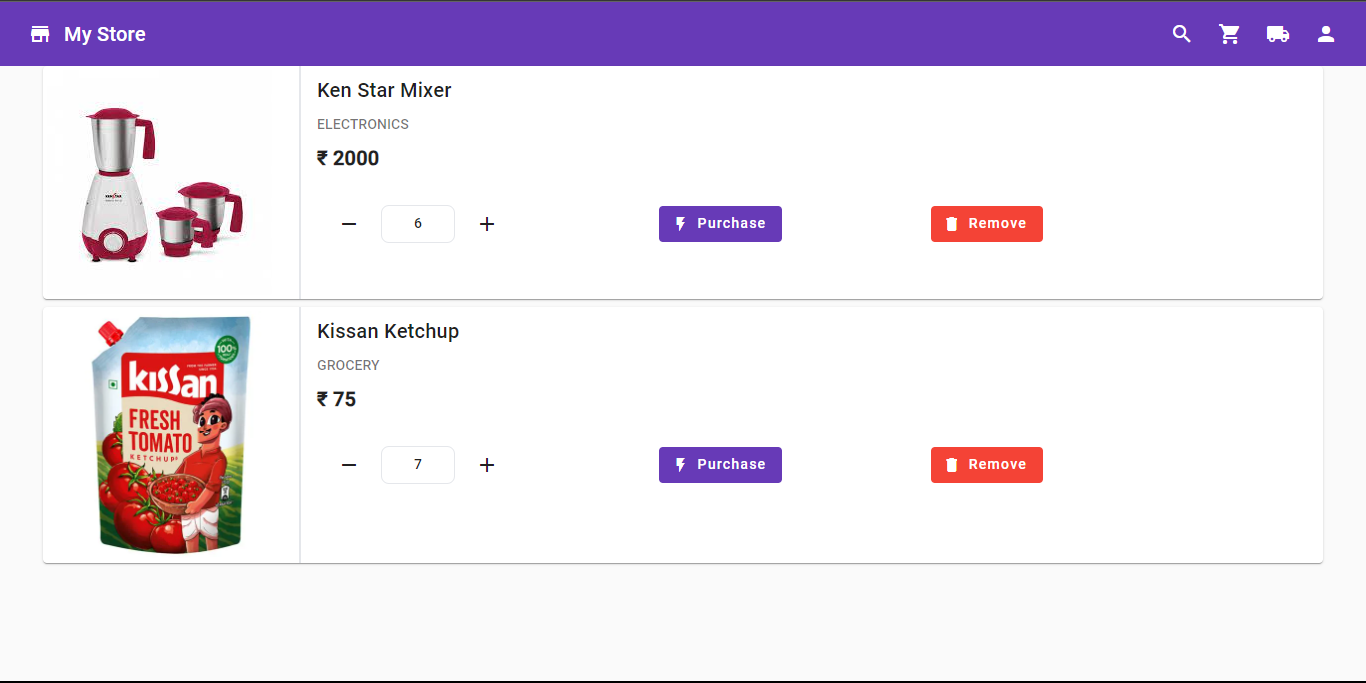 My Store
Ken Star Mixer
ELECTRONICS
₹ 2000
6
Purchase
Remove
Kissan Ketchup
GROCERY
₹ 75
7
Purchase
Remove
100%
kissan
FRESH
TOMATO
KETCHUP